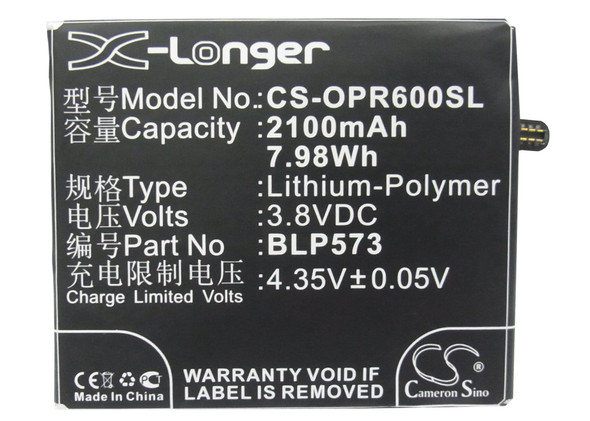 X-Longer
型号Model No.:CS-OPR600SL
容量Capacity :2100mAh
7.98Wh
规格Type :Lithium-Polymer
电压Volts :3.8VDC
编号Part No :BLP573
充电限制电压 :4.35V±0.05V
Charge Limited Volts
CE PCT
Made In China
WARRANTY VOID IF
LABEL IS REMOVED
CS
Cameron Sino